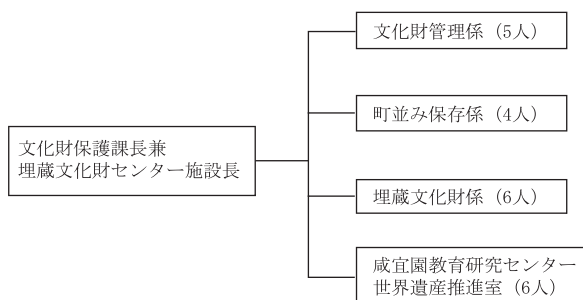 文化財保護課長兼
埋蔵文化財センター施設長
文化財管理係（5人）
町並み保存係（4人）
埋蔵文化財係（6人）
咸宜園教育研究センター
世界遺産推進室（6人）